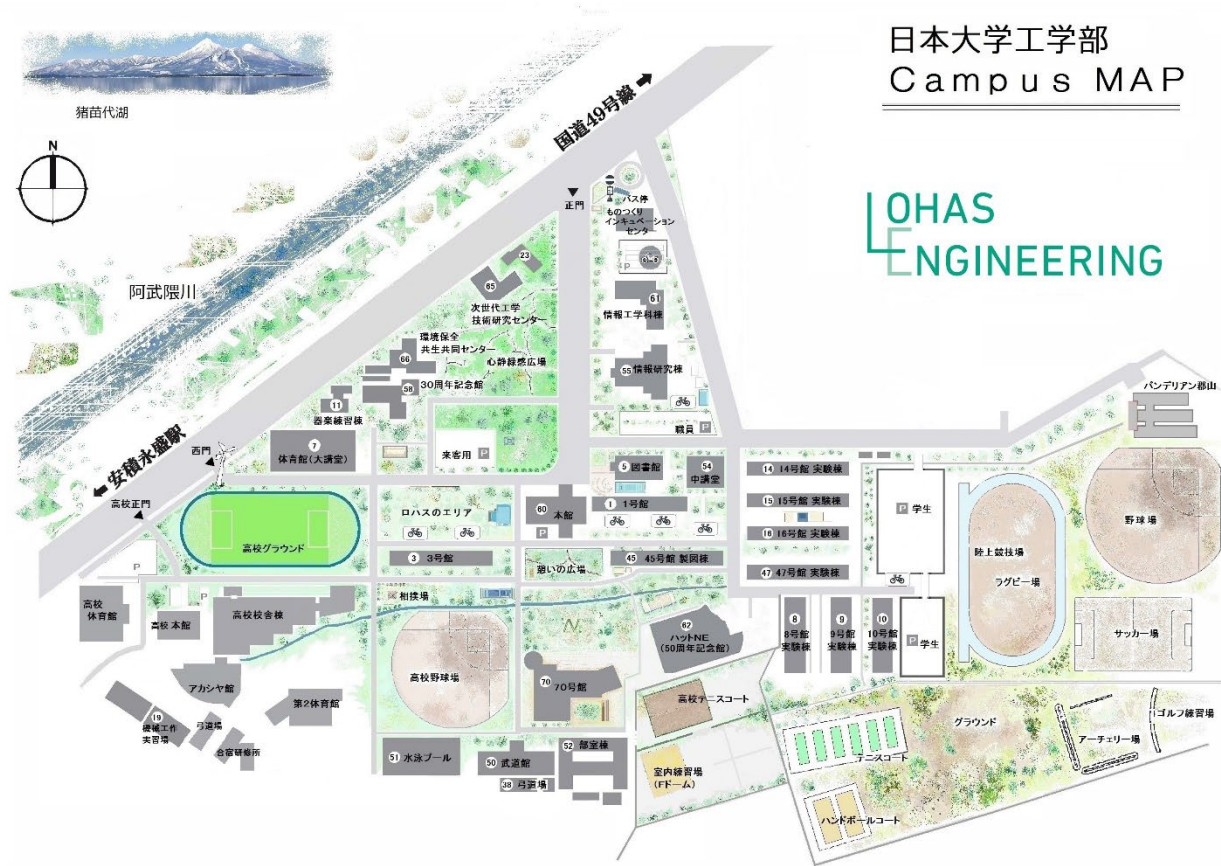 日本大学工学部
Campus MAP
猪苗代湖
N
国道49号線
LOHAS
ENGINEERING
阿武隈川
正門
バス停
ものつくり
インキュベーション
センタ
P
23
65
次世代工学
技術研究センター
61
情報工学科棟
環境保全
共生共同センター
66
心静緑感広場
58
30周年記念館
55
情報研究棟
11
器楽練習棟
パンデリアン郡山
職員 P
7
体育館(大講堂)
来客用 P
西門
安積永盛駅
高校正門
5 図書館
54
中講堂
14 14号館 実験棟
15 15号館 実験棟
16 16号館 実験棟
47 47号館 実験棟
P 学生
野球場
陸上競技場
ラグビー場
1 1号館
60
本館
P
ロハスのエリア
高校グラウンド
3 3号館
憩いの広場
45 45号館 製図棟
P
高校
体育館
P
高校 本館
高校校舎棟
相撲場
62
ハットNE
(50周年記念館)
8
8号館
実験棟
9
9号館
実験棟
10
10号館
実験棟
P 学生
サッカー場
高校野球場
70 70号館
アカシヤ館
第2体育館
19
機械工作
実習場
弓道場
合宿研修所
高校テニスコート
グラウンド
ゴルフ練習場
アーチェリー場
テニスコート
51 水泳プール
50 武道館
38 弓道場
52 部室棟
室内練習場
(Fドーム)
ハンドボールコート